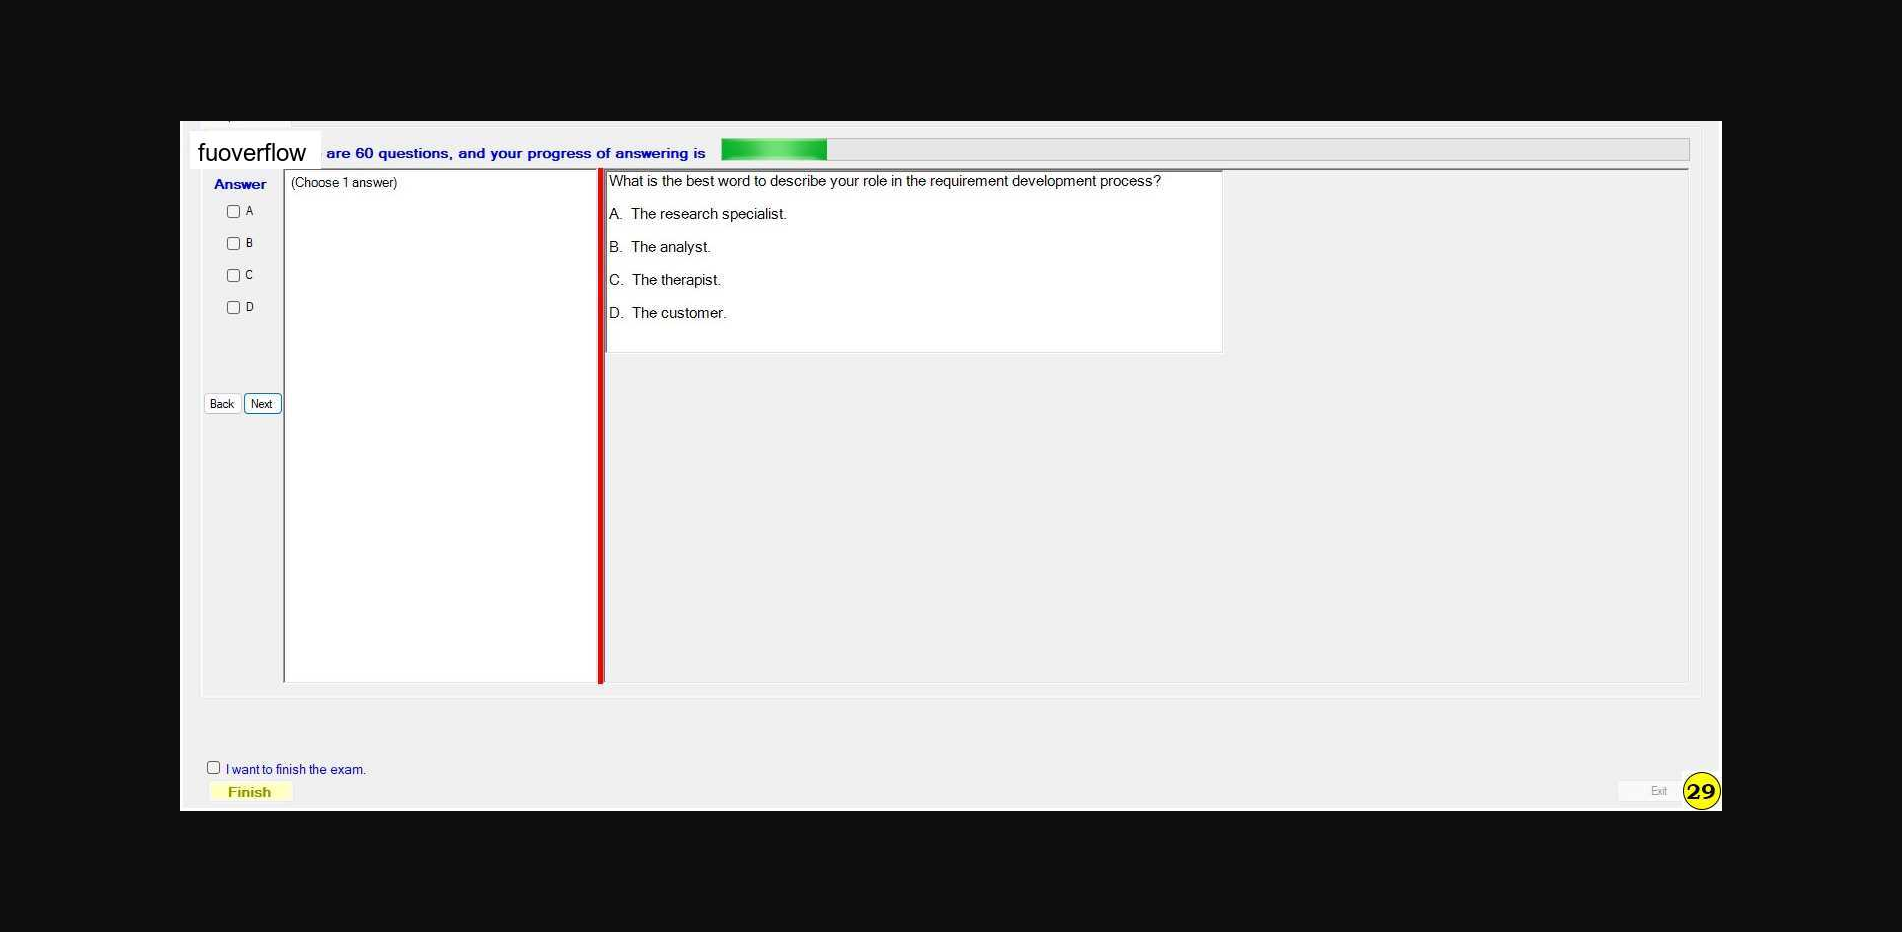 fuoverflow are 60 questions, and your progress of answering is
Answer
(Choose 1 answer)
A
B
C
D
Back Next
What is the best word to describe your role in the requirement development process?
A. The research specialist.
B. The analyst.
C. The therapist.
D. The customer.
I want to finish the exam.
Finish
Exit
29